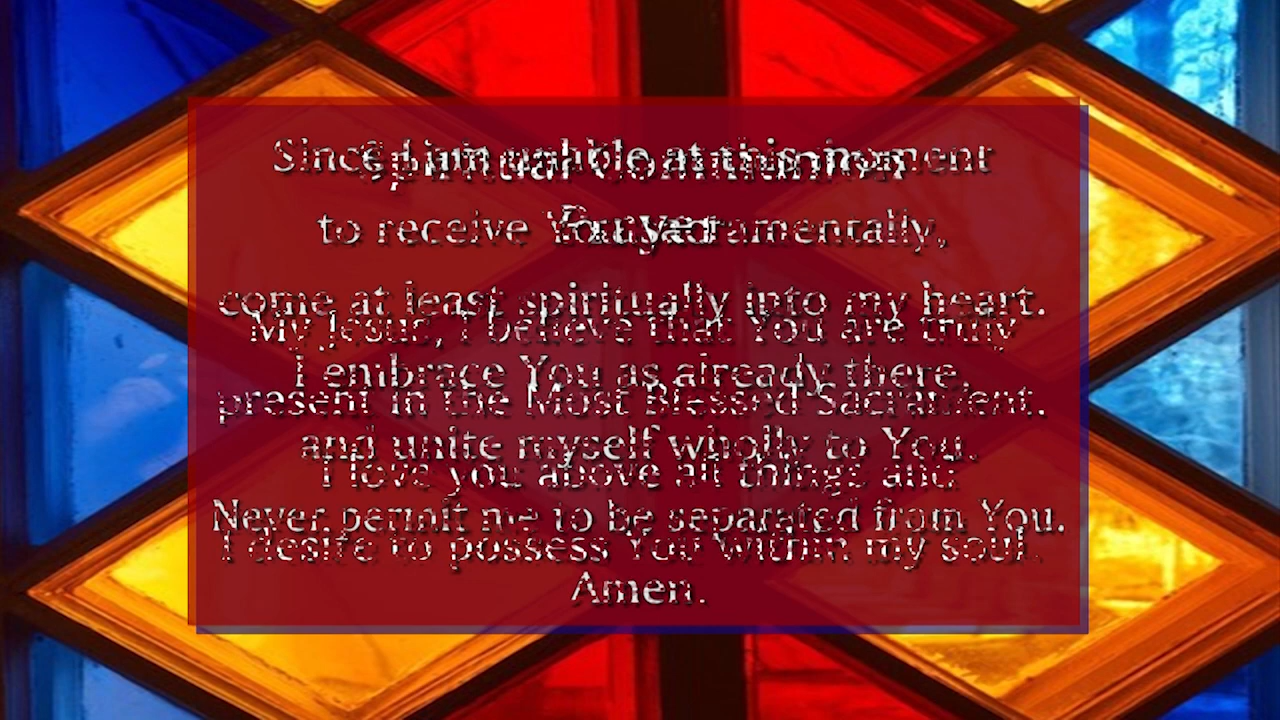 Spiritual Communion
Prayer
My Jesus, I believe that You are truly
present in the Most Blessed Sacrament.
I love you above all things and
I desire to possess You within my soul.
Since I am unable at this moment
to receive You sacramentally,
come at least spiritually into my heart.
I embrace You as already there,
and unite myself wholly to You.
Never permit me to be separated from You.
Amen.